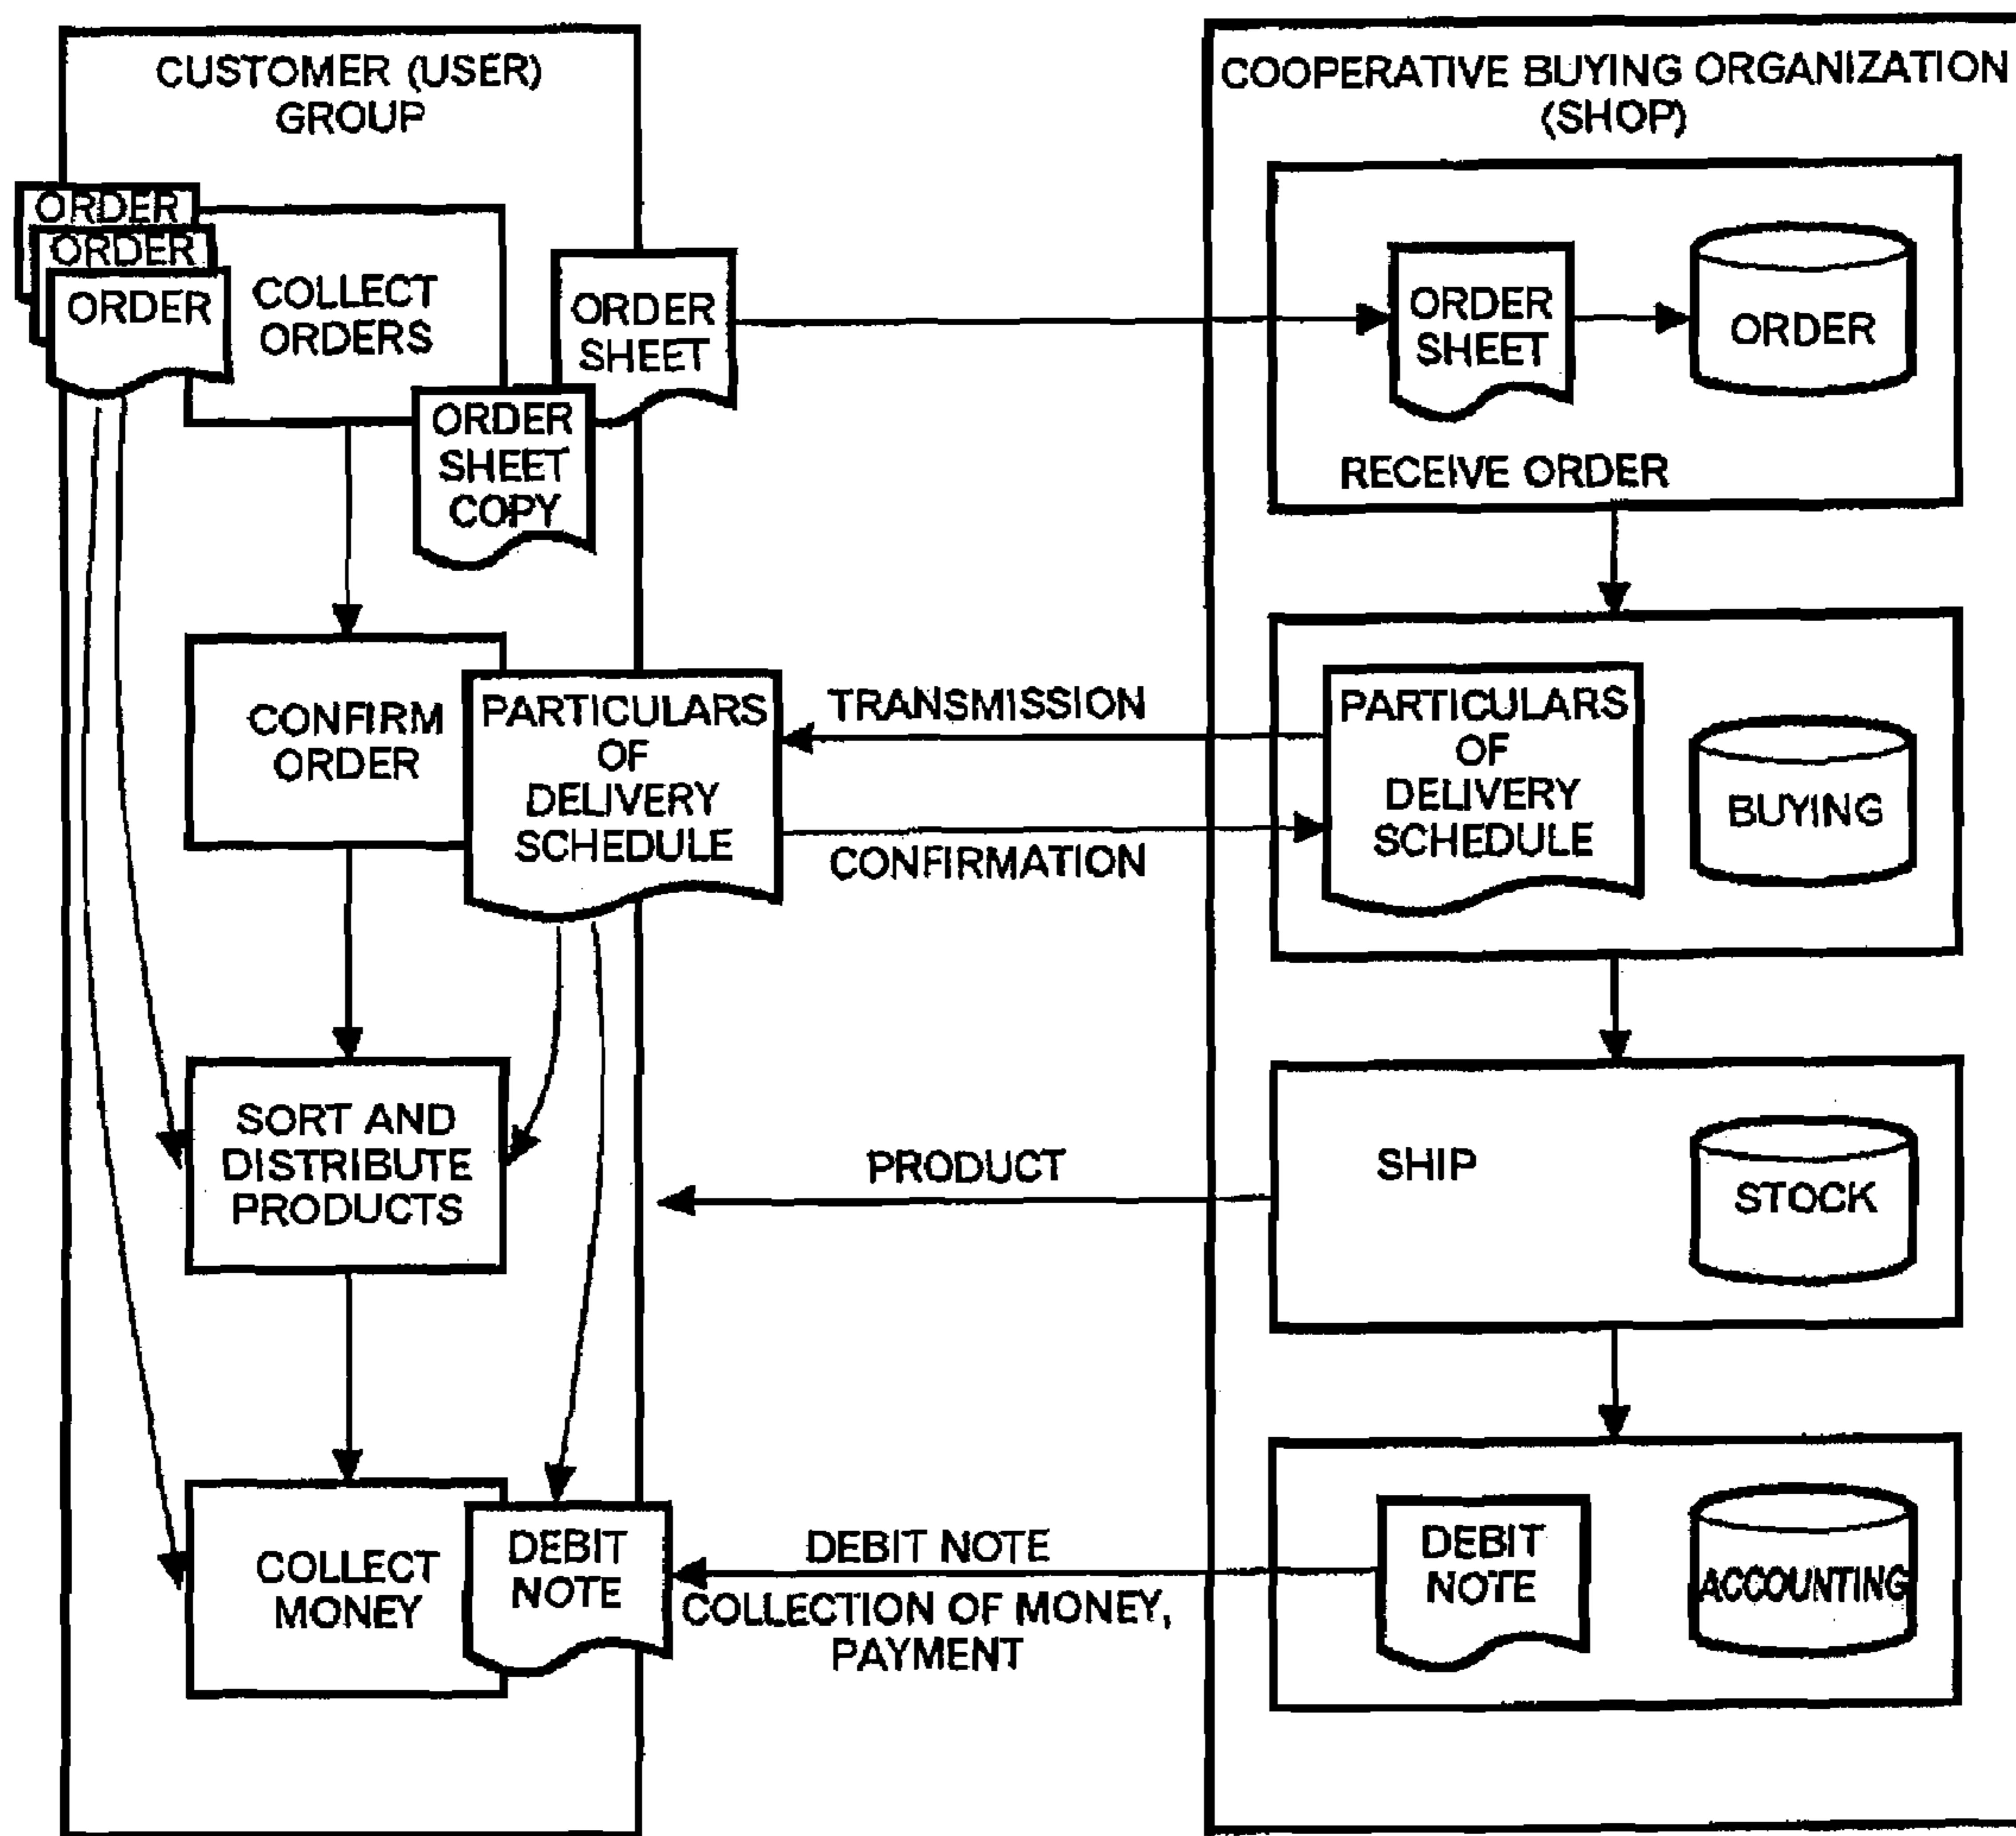 CUSTOMER (USER)
GROUP
ORDER
ORDER
ORDER
COLLECT
ORDERS
ORDER
SHEET
ORDER
SHEET
COPY
CONFIRM
ORDER
PARTICULARS
OF
DELIVERY
SCHEDULE
SORT AND
DISTRIBUTE
PRODUCTS
COLLECT
MONEY
DEBIT
NOTE
TRANSMISSION
CONFIRMATION
PRODUCT
DEBIT NOTE
COLLECTION OF MONEY,
PAYMENT
COOPERATIVE BUYING ORGANIZATION
(SHOP)
ORDER
SHEET
ORDER
RECEIVE ORDER
PARTICULARS
OF
DELIVERY
SCHEDULE
BUYING
SHIP
STOCK
DEBIT
NOTE
ACCOUNTING